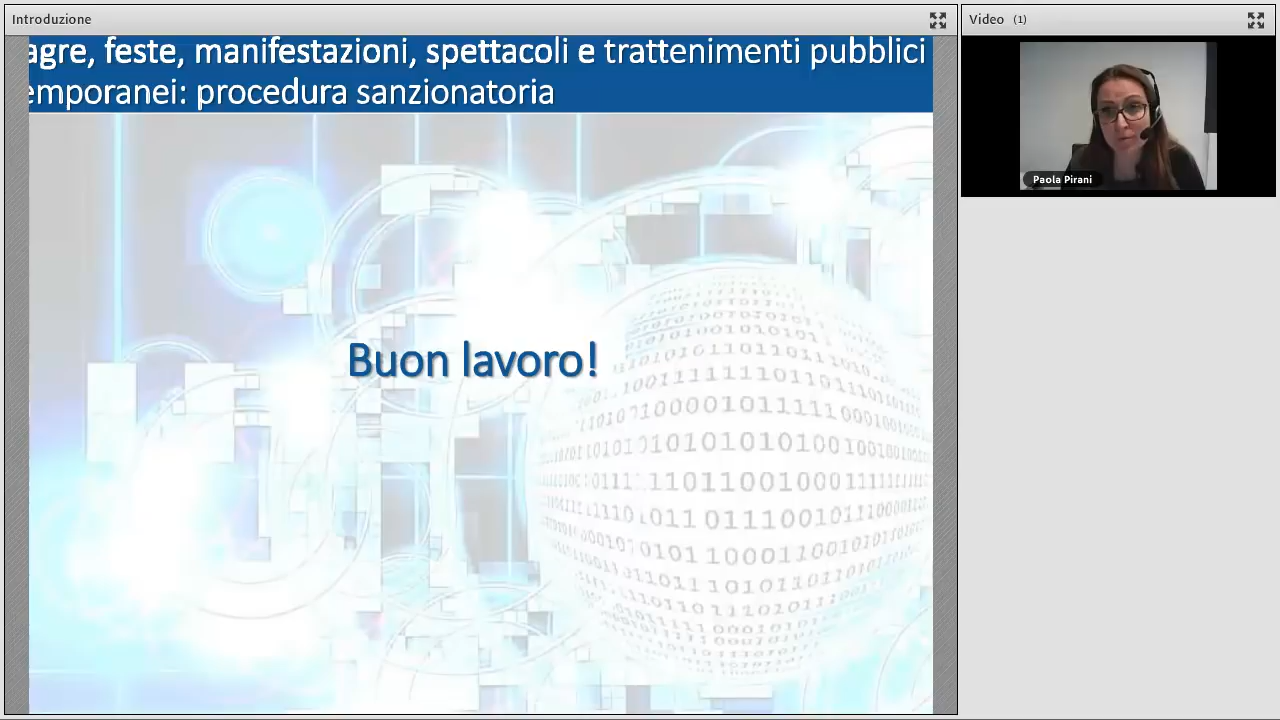 Introduzione
Video (1)
agre, feste, manifestazioni, spettacoli e trattenimenti pubblici
emporanei: procedura sanzionatoria
Paola Pirani
Buon lavoro!